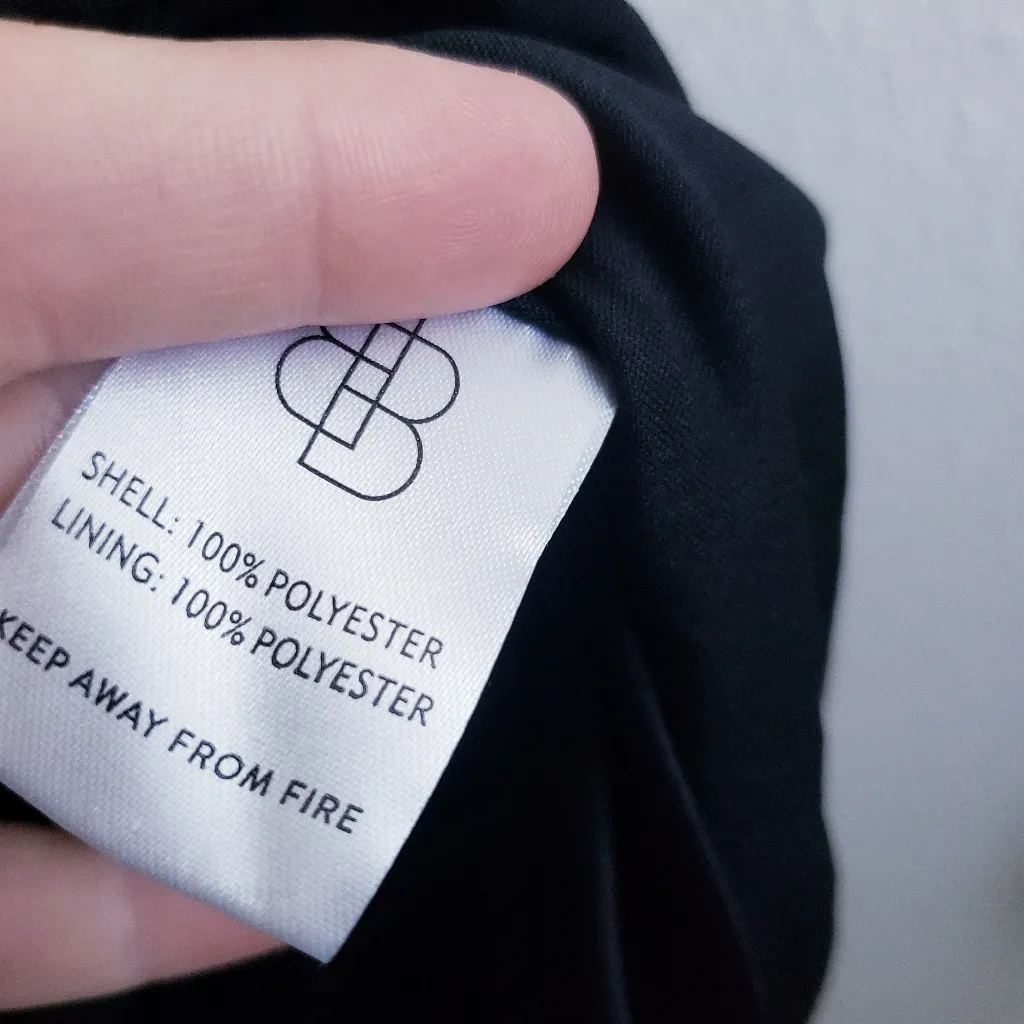 SHELL: 100% POLYESTER
LINING: 100% POLYESTER
KEEP AWAY FROM FIRE